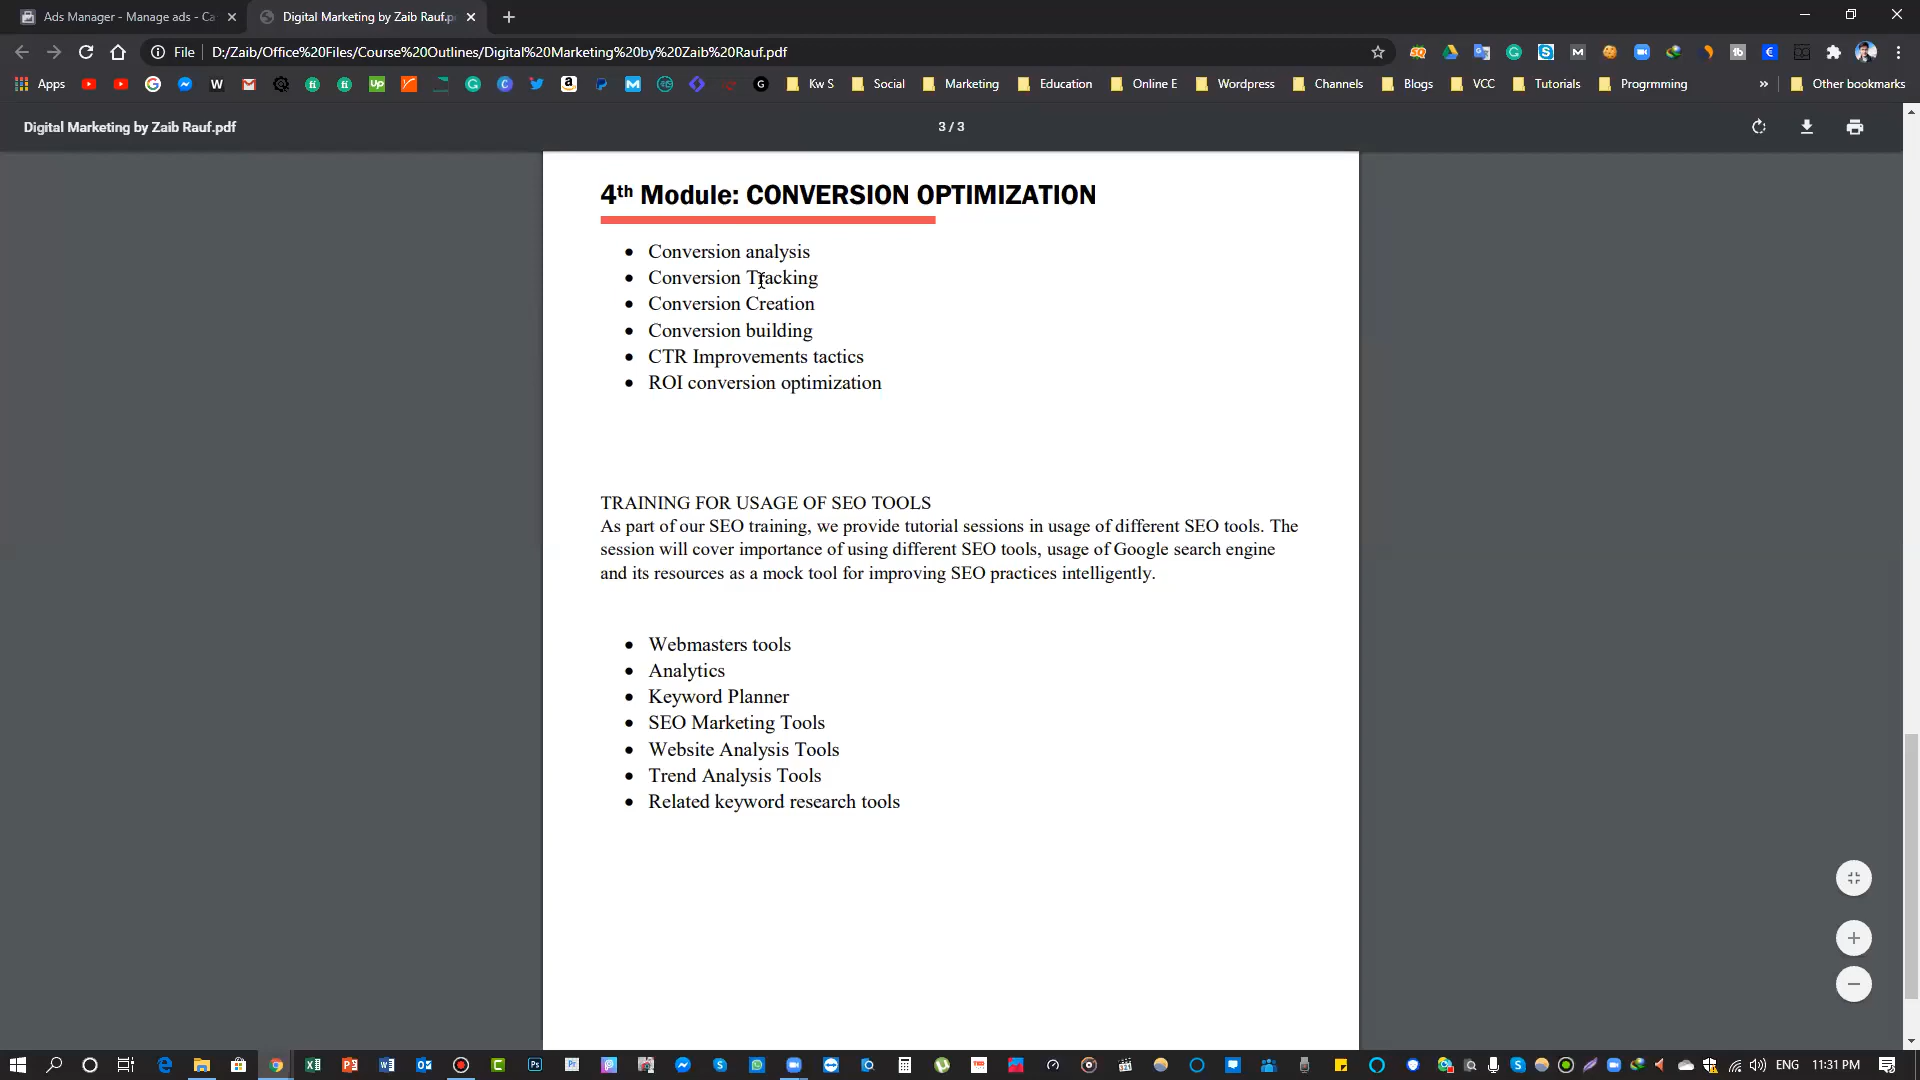 Ads Manager - Manage ads - Ca
Digital Marketing by Zaib Rauf.p
File
D:/Zaib/Office%20Files/Course%20Outlines/Digital%20Marketing%20by%20Zaib%20Rauf.pdf
Apps
Kw S
Social
Marketing
Education
Online E
Wordpress
Channels
Blogs
VCC
Tutorials
Progrmming
Other bookmarks
Digital Marketing by Zaib Rauf.pdf
3 / 3
4th Module: CONVERSION OPTIMIZATION
• Conversion analysis
• Conversion Tracking
• Conversion Creation
• Conversion building
• CTR Improvements tactics
• ROI conversion optimization
TRAINING FOR USAGE OF SEO TOOLS
As part of our SEO training, we provide tutorial sessions in usage of different SEO tools. The
session will cover importance of using different SEO tools, usage of Google search engine
and its resources as a mock tool for improving SEO practices intelligently.
• Webmasters tools
• Analytics
• Keyword Planner
• SEO Marketing Tools
• Website Analysis Tools
• Trend Analysis Tools
• Related keyword research tools
ENG
11:31 PM